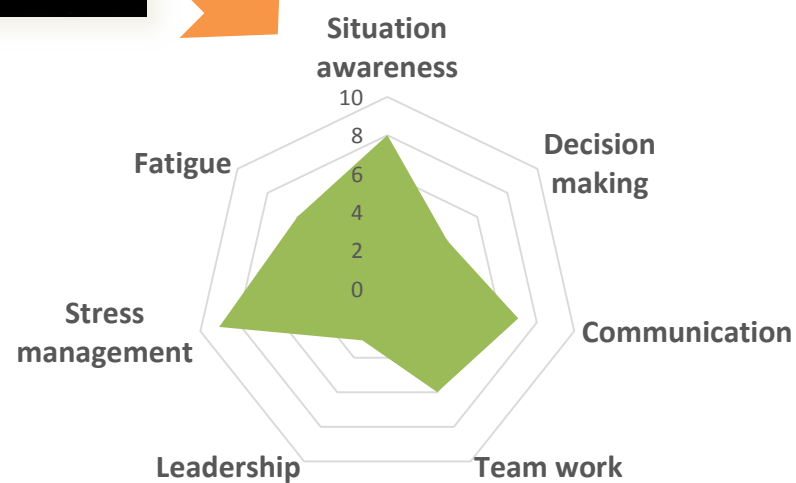 Situation
awareness
10
8
6
4
2
0
Decision
making
Fatigue
Communication
Stress
management
Leadership
Team work